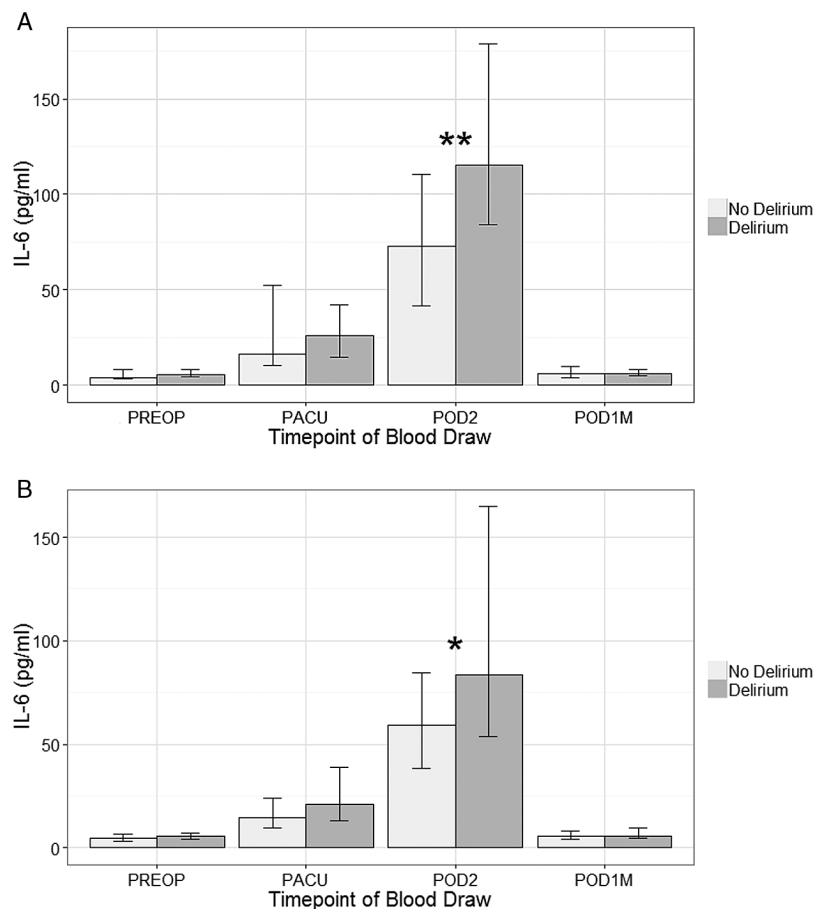 A
150
100
50
0
IL-6 (pg/ml)
**
No Delirium
Delirium
PREOP PACU POD2 POD1M
Timepoint of Blood Draw
B
150
100
50
0
IL-6 (pg/ml)
*
No Delirium
Delirium
PREOP PACU POD2 POD1M
Timepoint of Blood Draw